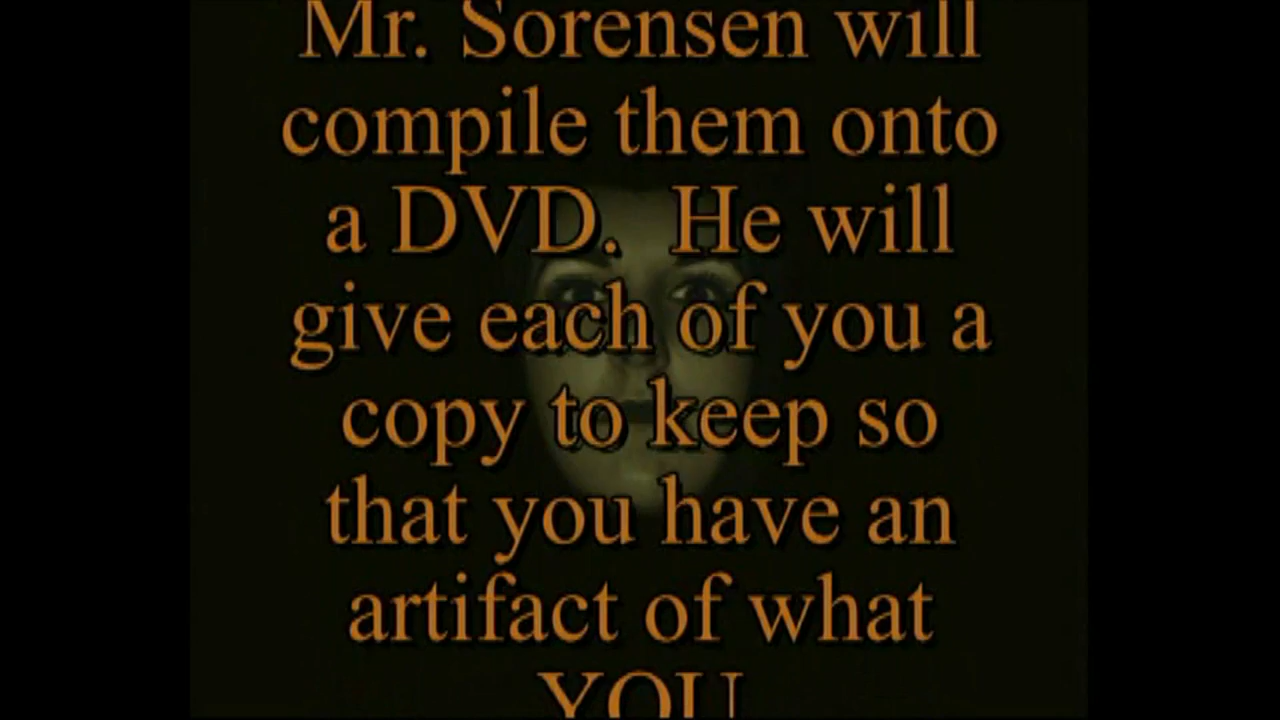 Mr. Sorensen will
compile them onto
a DVD.  He will
give each of you a
copy to keep so
that you have an
artifact of what
YOU